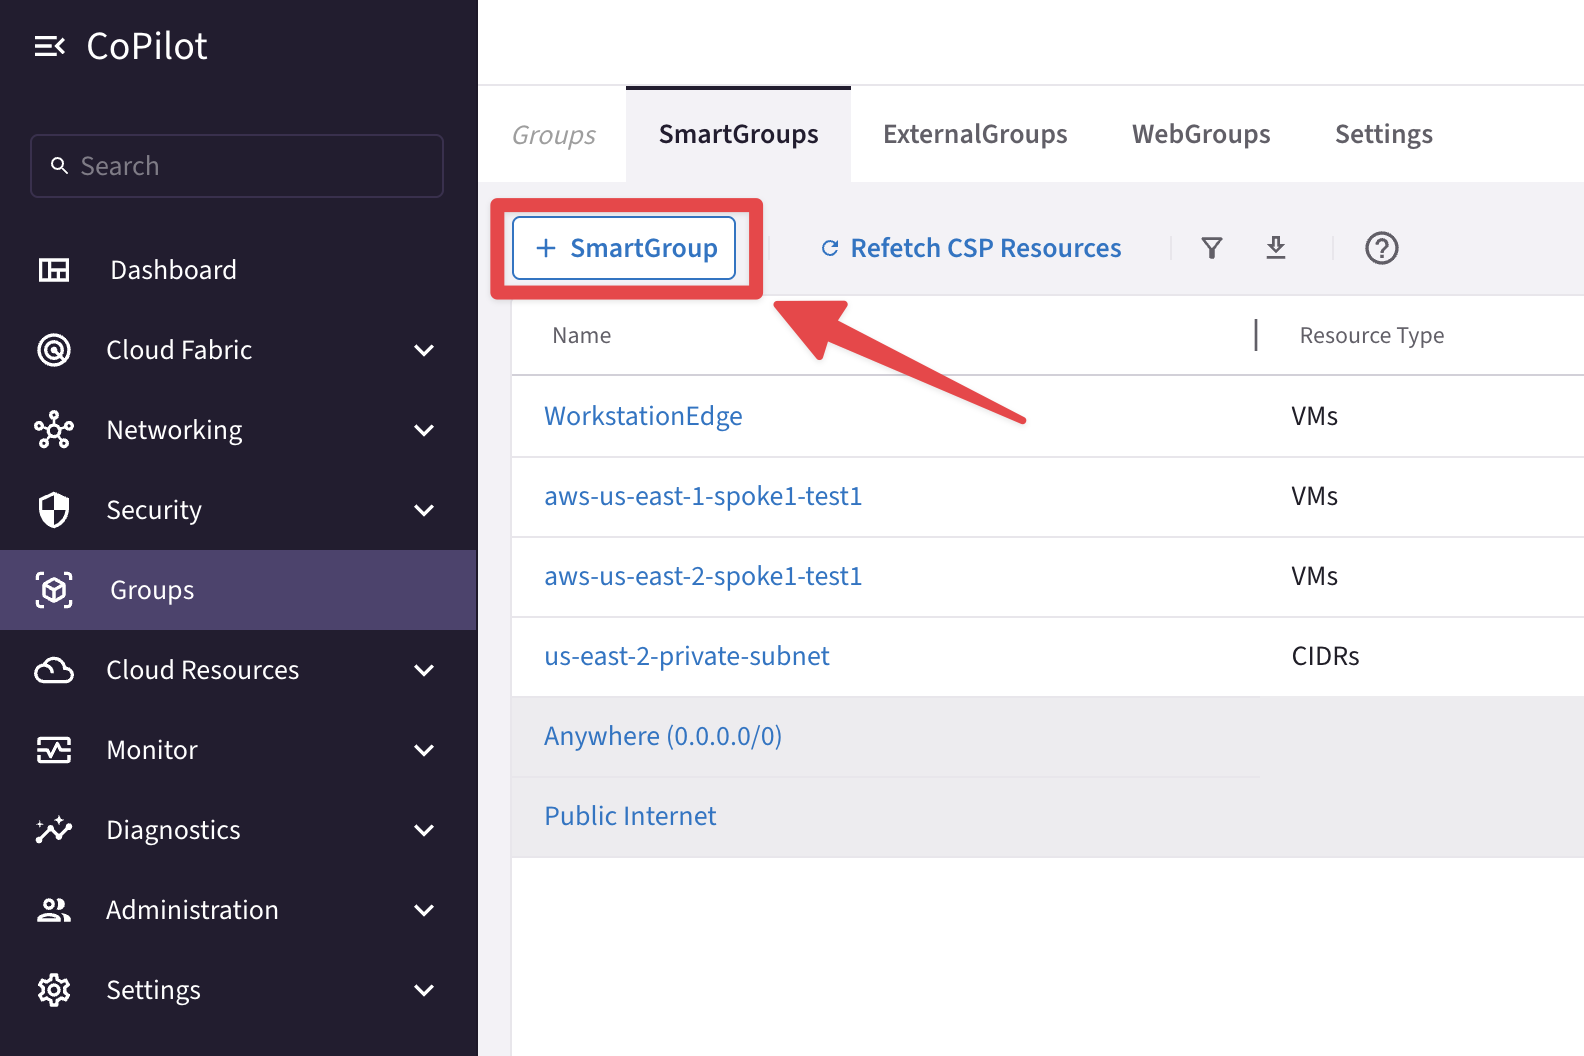 CoPilot
Search
Dashboard
Cloud Fabric
Networking
Security
Groups
Cloud Resources
Monitor
Diagnostics
Administration
Settings
Groups SmartGroups ExternalGroups WebGroups Settings
+ SmartGroup Refetch CSP Resources ?
Name Resource Type
WorkstationEdge VMs
aws-us-east-1-spoke1-test1 VMs
aws-us-east-2-spoke1-test1 VMs
us-east-2-private-subnet CIDRs
Anywhere (0.0.0.0/0)
Public Internet